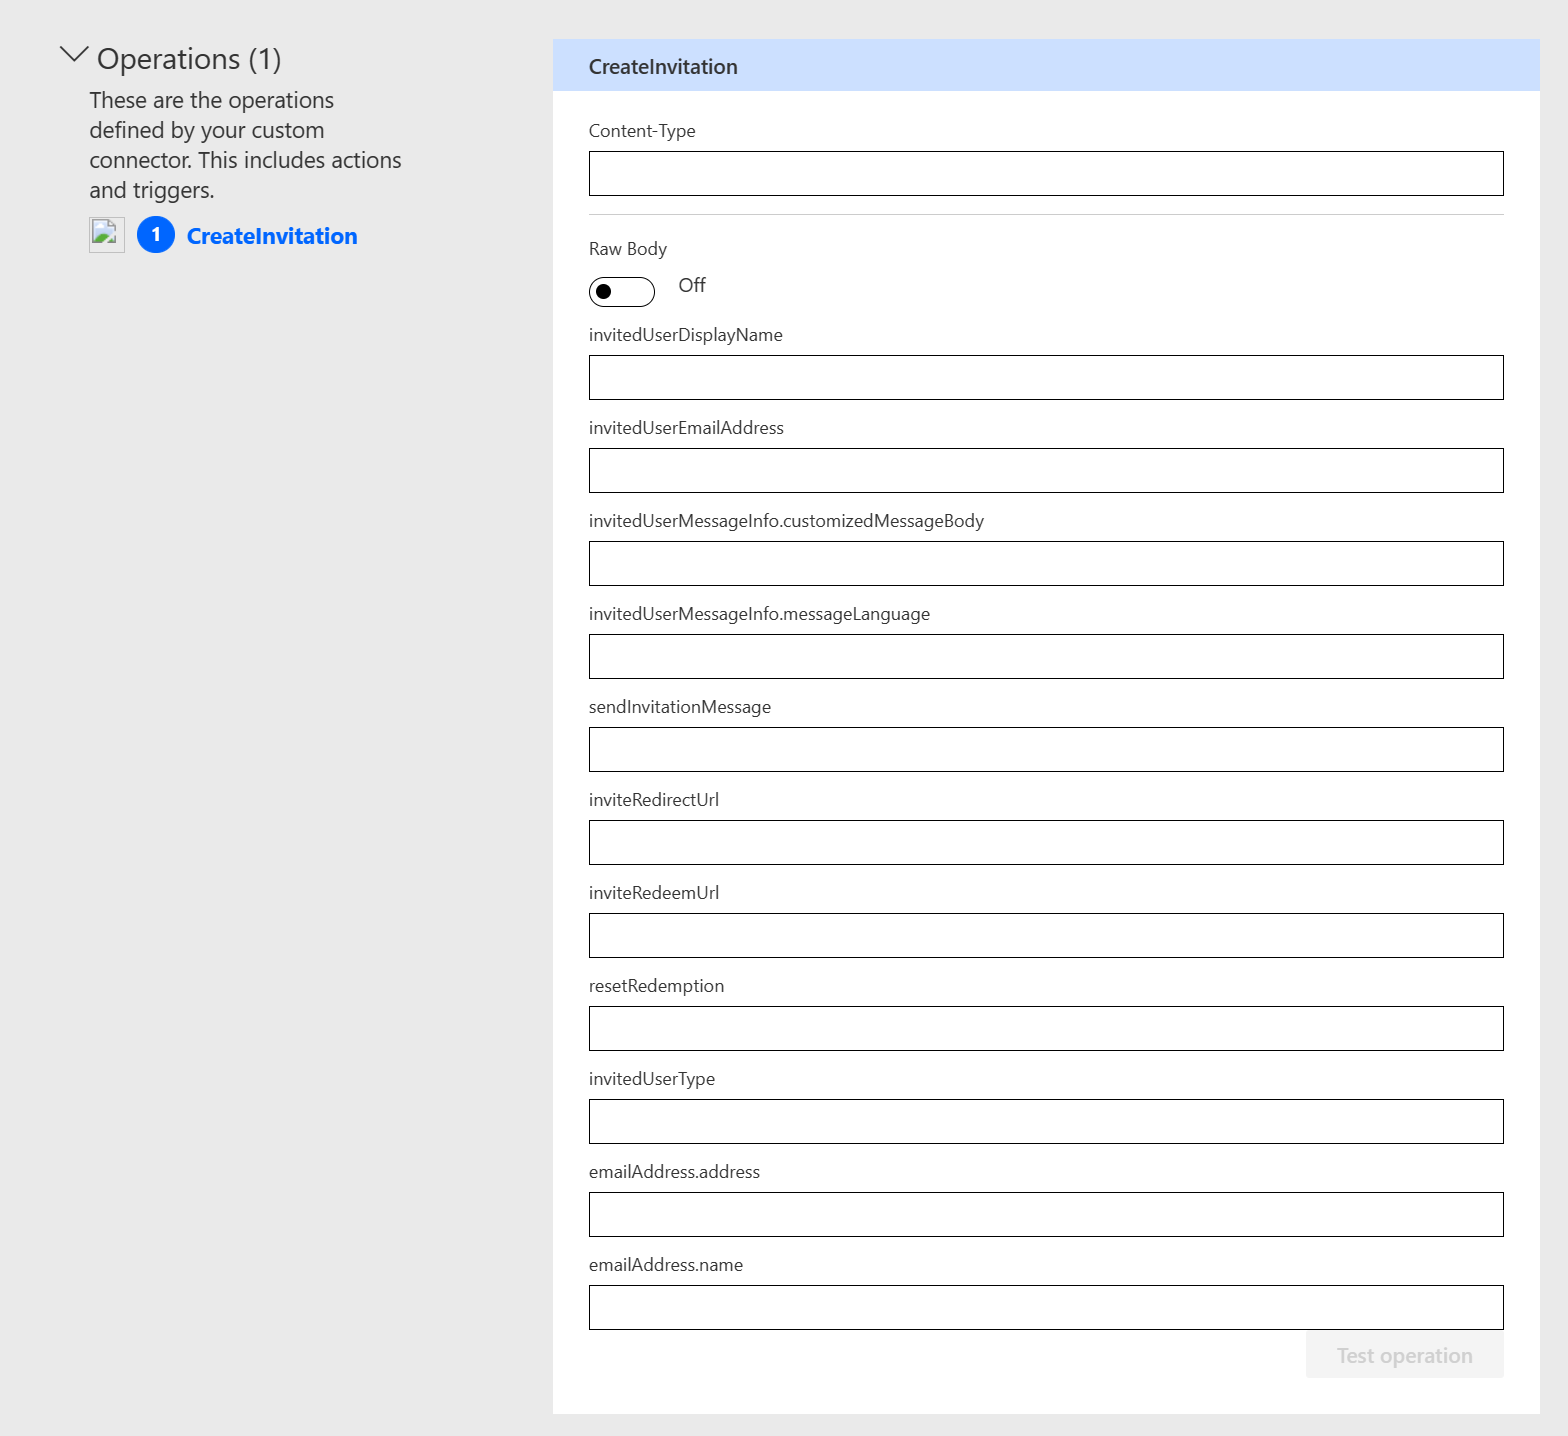 Operations (1)
These are the operations
defined by your custom
connector. This includes actions
and triggers.
1 CreateInvitation
CreateInvitation
Content-Type
Raw Body
Off
invitedUserDisplayName
invitedUserEmailAddress
invitedUserMessageInfo.customizedMessageBody
invitedUserMessageInfo.messageLanguage
sendInvitationMessage
inviteRedirectUrl
inviteRedeemUrl
resetRedemption
invitedUserType
emailAddress.address
emailAddress.name
Test operation